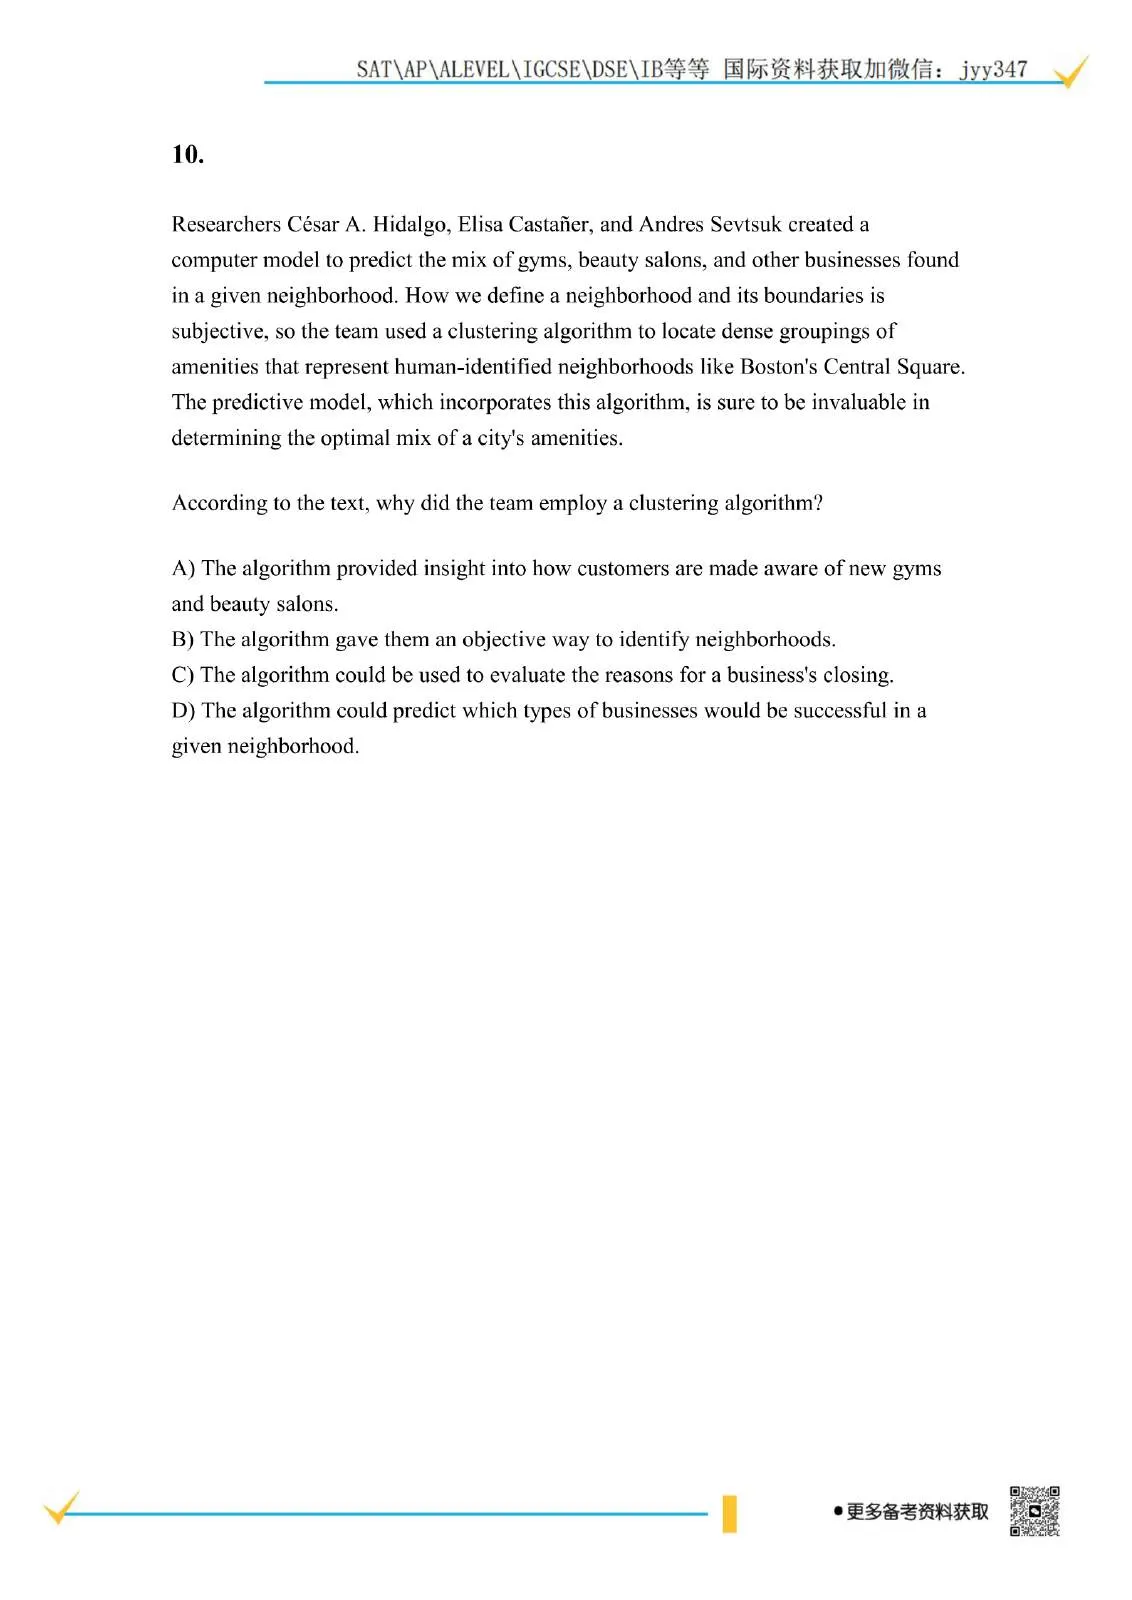 SAT\AP\ALEVEL\IGCSE\DSE\IB等等 国际资料获取加微信：jyy347
10.
Researchers César A. Hidalgo, Elisa Castañer, and Andres Sevtsuk created a
computer model to predict the mix of gyms, beauty salons, and other businesses found
in a given neighborhood. How we define a neighborhood and its boundaries is
subjective, so the team used a clustering algorithm to locate dense groupings of
amenities that represent human-identified neighborhoods like Boston's Central Square.
The predictive model, which incorporates this algorithm, is sure to be invaluable in
determining the optimal mix of a city's amenities.
According to the text, why did the team employ a clustering algorithm?
A) The algorithm provided insight into how customers are made aware of new gyms
and beauty salons.
B) The algorithm gave them an objective way to identify neighborhoods.
C) The algorithm could be used to evaluate the reasons for a business's closing.
D) The algorithm could predict which types of businesses would be successful in a
given neighborhood.
•更多备考资料获取